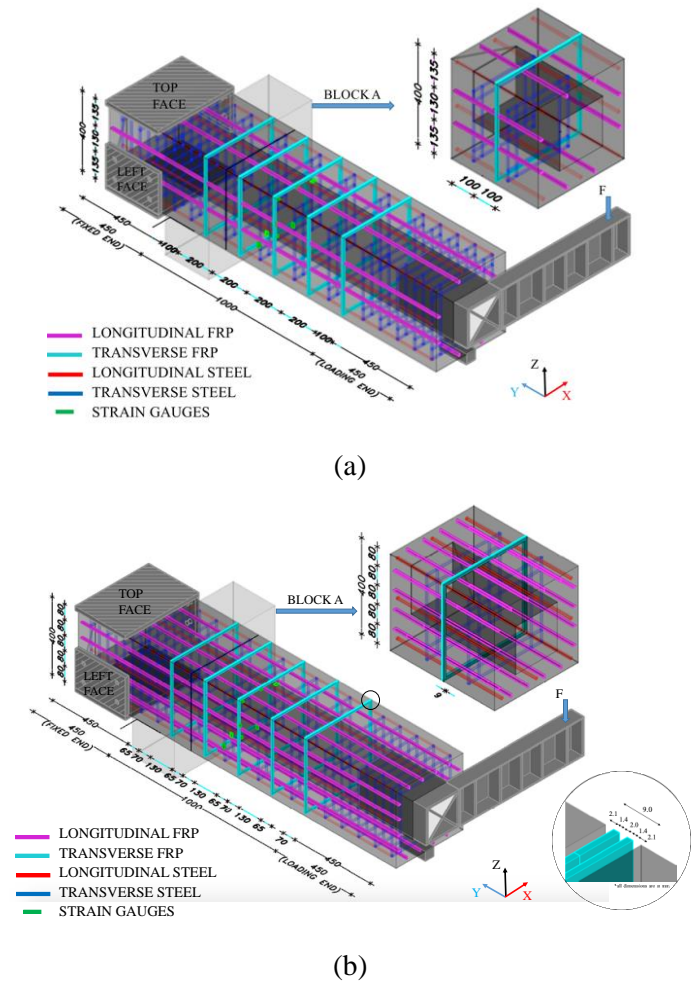 TOP
FACE
LEFT
FACE
400
135
130
135
BLOCK A
400
135
130
135
100
100
F
450
450
(FIXED END)
100
200
200
200
200
100
1000
450
450
(LOADING END)
LONGITUDINAL FRP
TRANSVERSE FRP
LONGITUDINAL STEEL
TRANSVERSE STEEL
STRAIN GAUGES
Z
Y
X
(a)
TOP
FACE
LEFT
FACE
400
80
80
80
80
80
BLOCK A
400
80
80
80
80
80
9
F
450
450
(FIXED END)
65
70
130
65
70
130
65
70
130
65
70
1000
450
450
(LOADING END)
LONGITUDINAL FRP
TRANSVERSE FRP
LONGITUDINAL STEEL
TRANSVERSE STEEL
STRAIN GAUGES
Z
Y
X
9.0
2.1
1.4
2.0
1.4
2.1
(b)